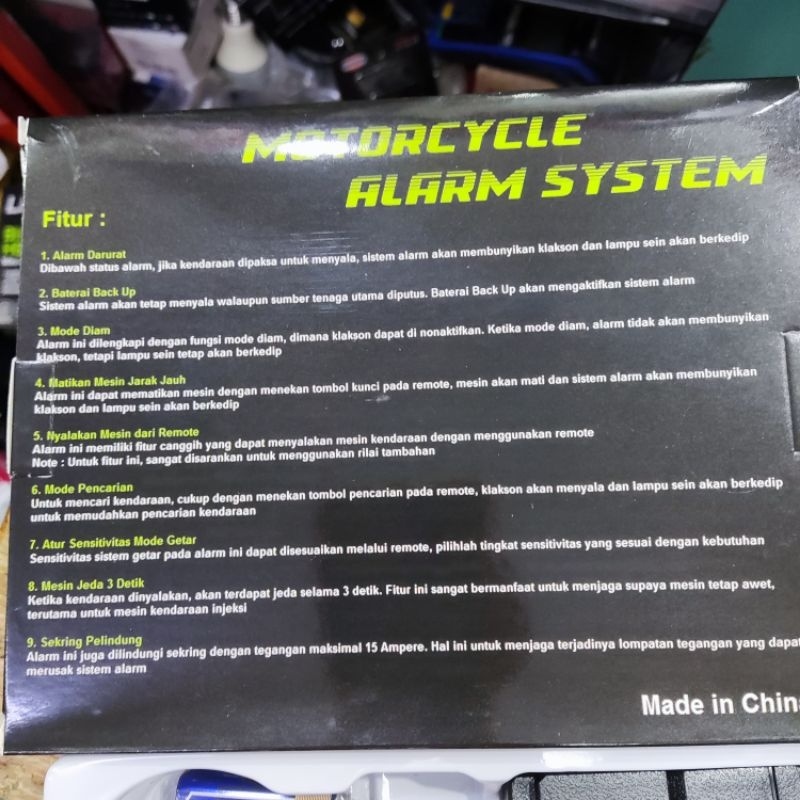 MOTORCYCLE
ALARM SYSTEM
Fitur :
1. Alarm Darurat
Dibawah status alarm, jika kendaraan dipaksa untuk menyala, sistem alarm akan membunyikan klakson dan lampu sein akan berkedip
2. Baterai Back Up
Sistem alarm akan tetap menyala walaupun sumber tenaga utama diputus. Baterai Back Up akan mengaktifkan sistem alarm
3. Mode Diam
Alarm ini dilengkapi dengan fungsi mode diam, dimana klakson dapat di nonaktifkan. Ketika mode diam, alarm tidak akan membunyikan
klakson, tetapi lampu sein tetap akan berkedip
4. Matikan Mesin Jarak Jauh
Alarm ini dapat mematikan mesin dengan menekan tombol kunci pada remote, mesin akan mati dan sistem alarm akan membunyikan
klakson dan lampu sein akan berkedip
5. Nyalakan Mesin dari Remote
Alarm ini memiliki fitur canggih yang dapat menyalakan mesin kendaraan dengan menggunakan remote
Note : Untuk fitur ini, sangat disarankan untuk menggunakan rilai tambahan
6. Mode Pencarian
Untuk mencari kendaraan, cukup dengan menekan tombol pencarian pada remote, klakson akan menyala dan lampu sein akan berkedip
untuk memudahkan pencarian kendaraan
7. Atur Sensitivitas Mode Getar
Sensitivitas sistem getar pada alarm ini dapat disesuaikan melalui remote, pilihlah tingkat sensitivitas yang sesuai dengan kebutuhan
8. Mesin Jeda 3 Detik
Ketika kendaraan dinyalakan, akan terdapat jeda selama 3 detik. Fitur ini sangat bermanfaat untuk menjaga supaya mesin tetap awet,
terutama untuk mesin kendaraan injeksi
9. Sekring Pelindung
Alarm ini juga dilindungi sekring dengan tegangan maksimal 15 Ampere. Hal ini untuk menjaga terjadinya lompatan tegangan yang dapat
merusak sistem alarm
Made in China